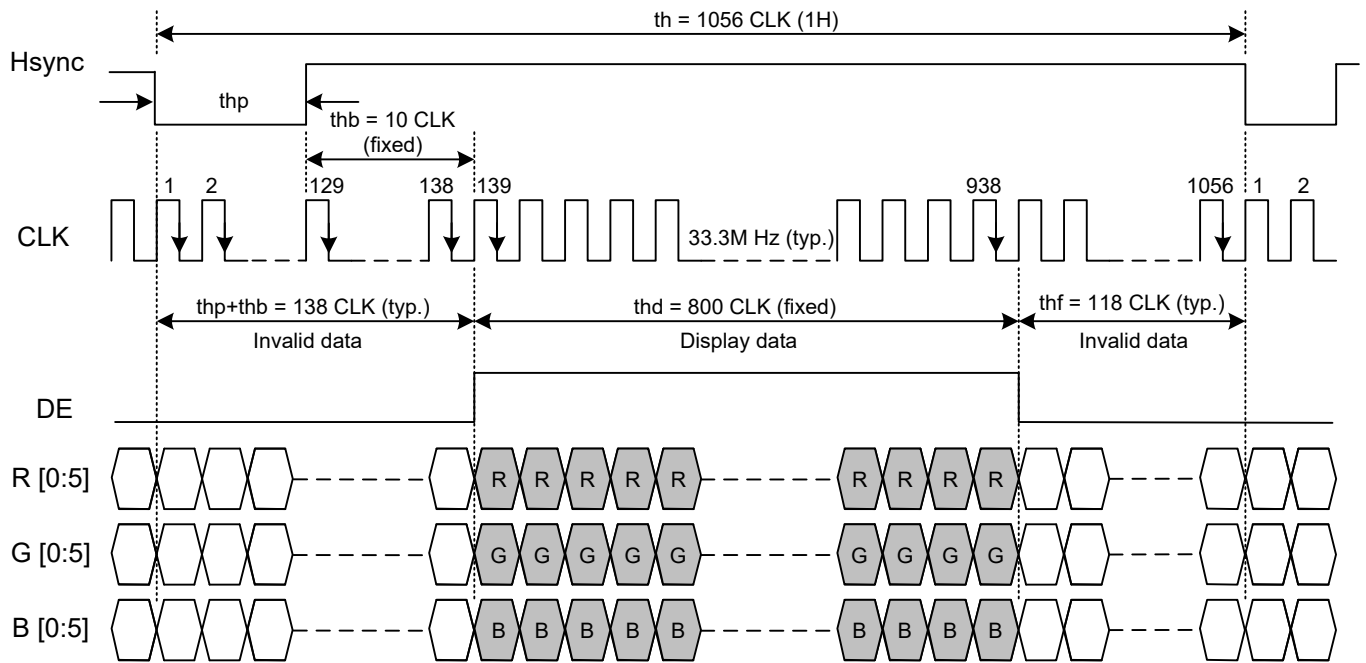 th = 1056 CLK (1H)
Hsync
thp
thb = 10 CLK
(fixed)
1 2 129 138 139 938 1056 1 2
CLK
33.3M Hz (typ.)
thp+thb = 138 CLK (typ.) thd = 800 CLK (fixed) thf = 118 CLK (typ.)
Invalid data Display data Invalid data
DE
R [0:5] R R R R R R R R R
G [0:5] G G G G G G G G G
B [0:5] B B B B B B B B B